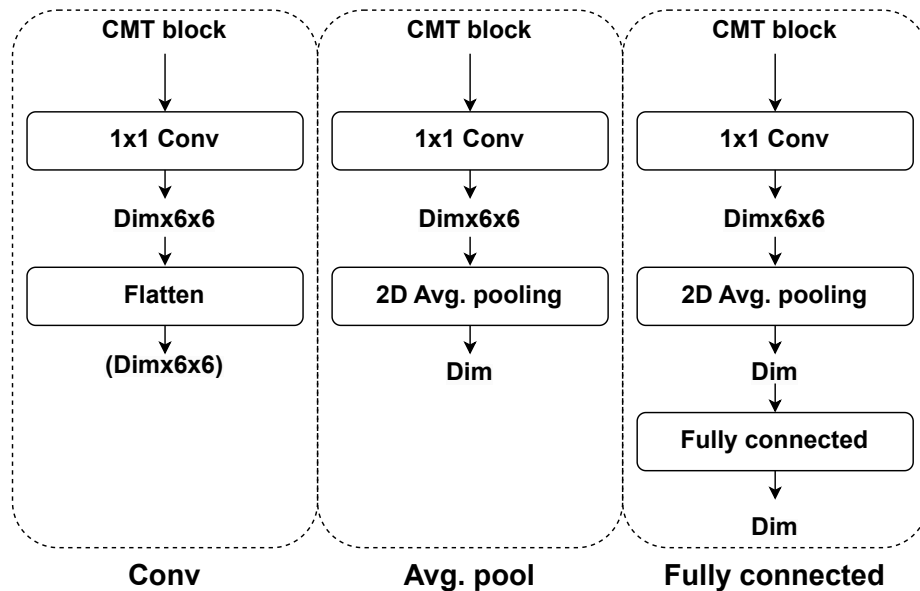 CMT block
1x1 Conv
Dimx6x6
Flatten
(Dimx6x6)
Conv
CMT block
1x1 Conv
Dimx6x6
2D Avg. pooling
Dim
Avg. pool
CMT block
1x1 Conv
Dimx6x6
2D Avg. pooling
Dim
Fully connected
Dim
Fully connected